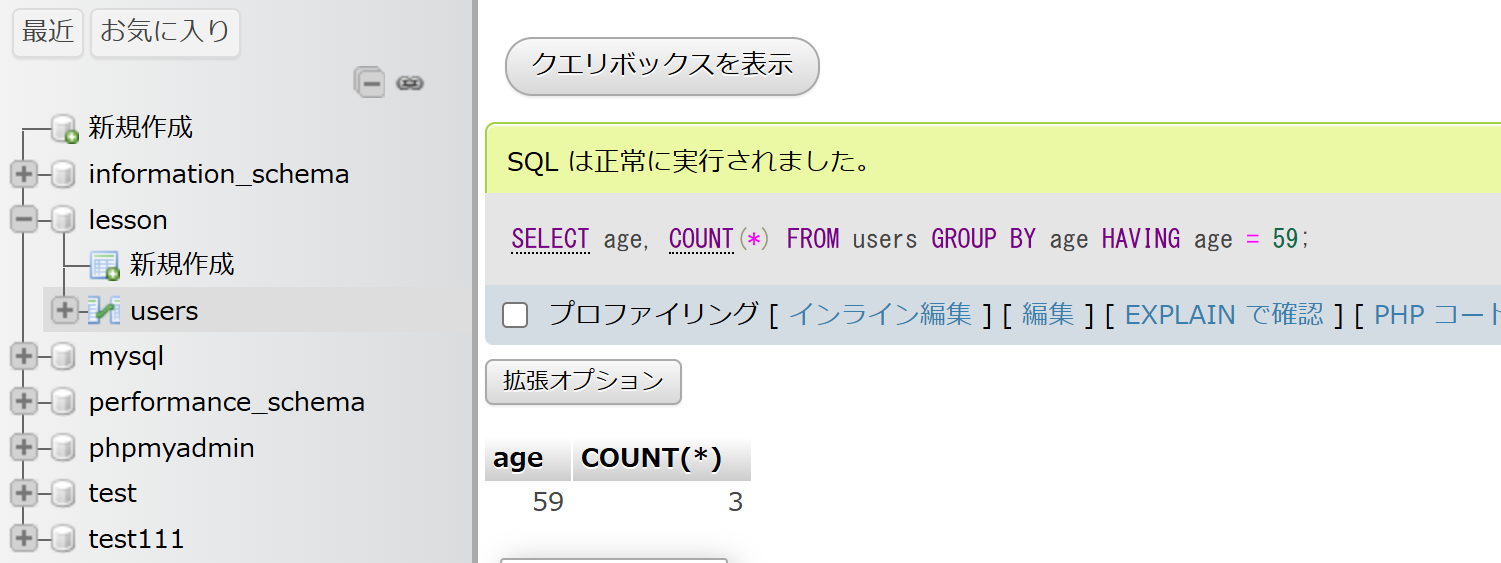 最近 お気に入り
新規作成
information_schema
lesson
新規作成
users
mysql
performance_schema
phpmyadmin
test
test111
クエリボックスを表示
SQL は正常に実行されました。
SELECT age, COUNT(*) FROM users GROUP BY age HAVING age = 59;
プロファイリング [ インライン編集 ] [ 編集 ] [ EXPLAIN で確認 ] [ PHP コート
拡張オプション
age COUNT(*)
59 3